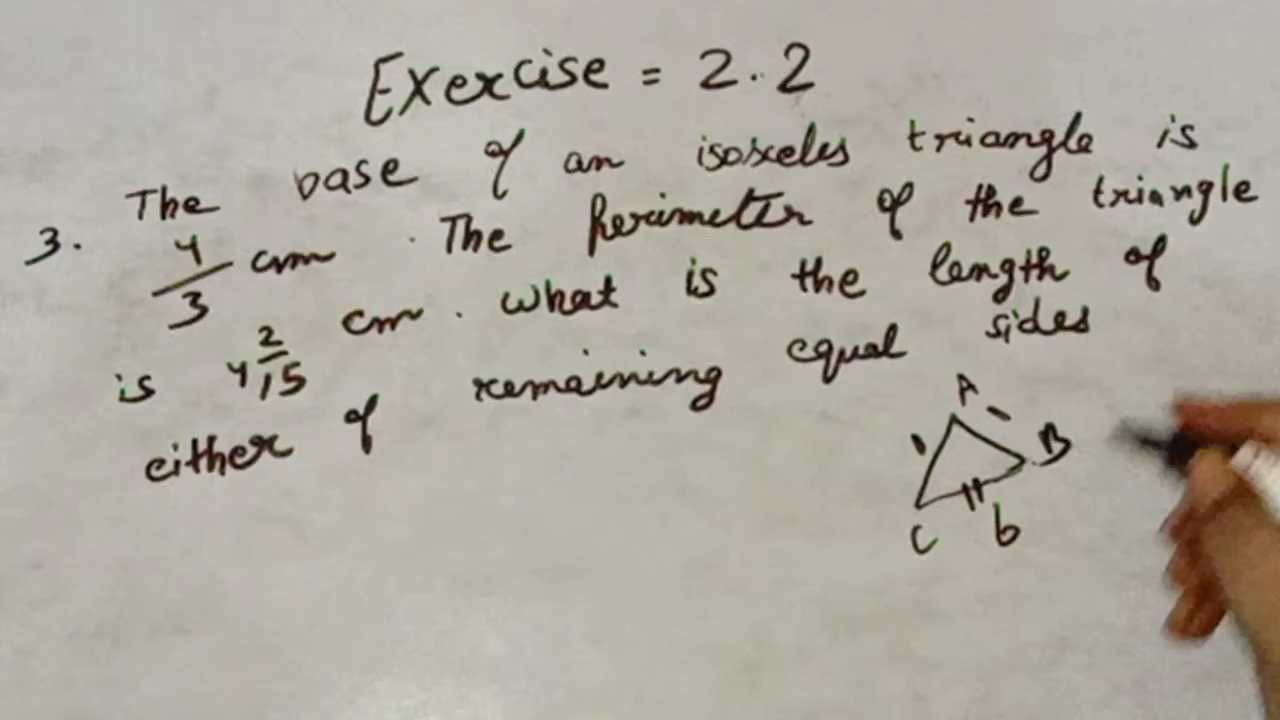 Exercise = 2.2
The base of an isosceles triangle is
3. 4/3 cm. The perimeter of the triangle
is 4 2/15 cm. what is the length of
either of remaining equal sides
A
B
C b